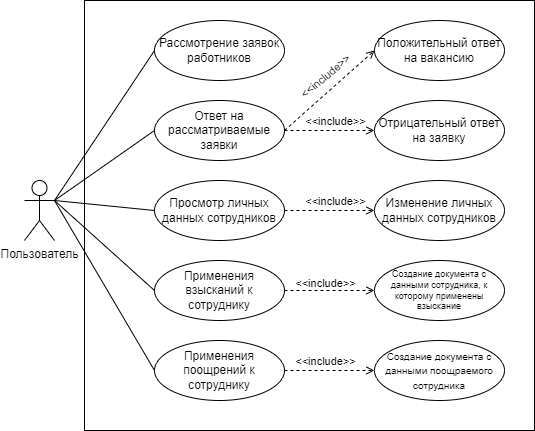 Рассмотрение заявок
работников
Положительный ответ
на вакансию
<<include>>
Ответ на
рассматриваемые
заявки
<<include>>
Отрицательный ответ
на заявку
Просмотр личных
данных сотрудников
<<include>>
Изменение личных
данных сотрудников
Пользователь
Применения
взысканий к
сотруднику
<<include>>
Создание документа с
данными сотрудника, к
которому применены
взыскание
Применения
поощрений к
сотруднику
<<include>>
Создание документа с
данными поощраемого
сотрудника